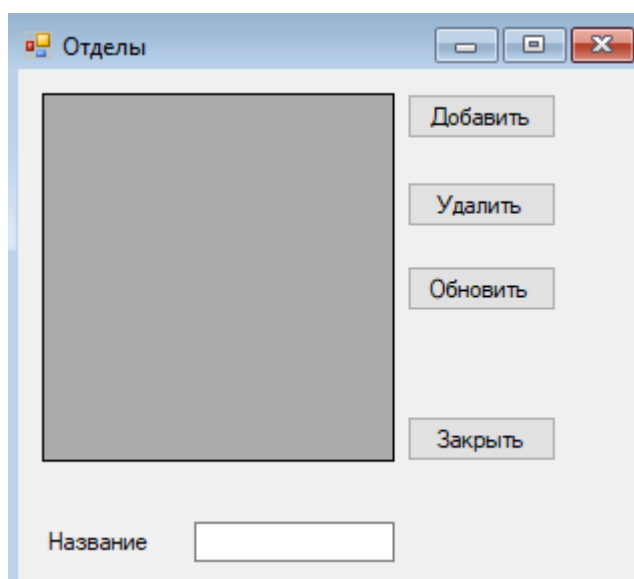 Отделы
Добавить
Удалить
Обновить
Закрыть
Название